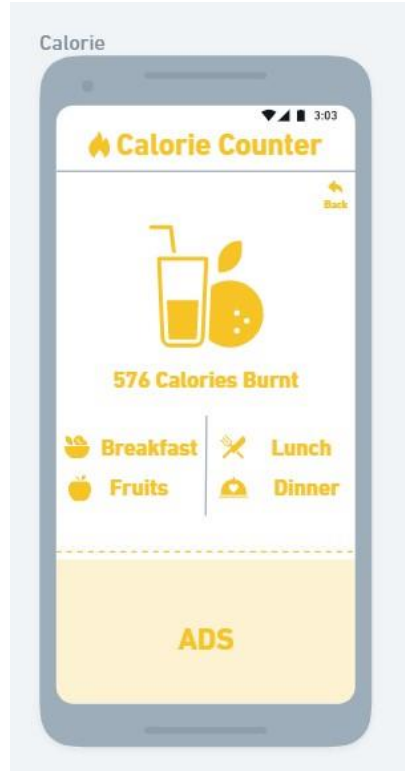 Calorie
3:03
Calorie Counter
Back
576 Calories Burnt
Breakfast
Lunch
Fruits
Dinner
ADS